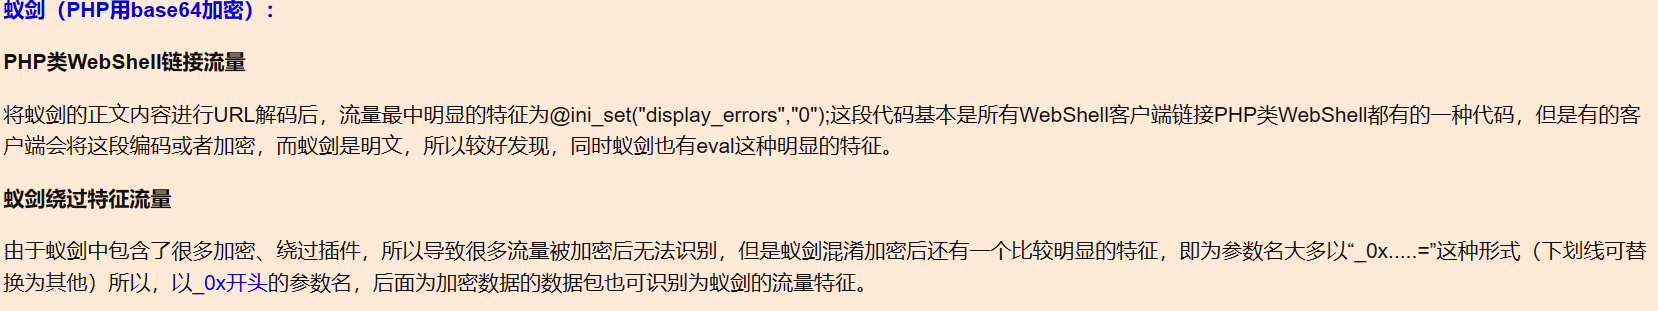 蚁剑（PHP用base64加密）：
PHP类WebShell链接流量
将蚁剑的正文内容进行URL解码后，流量最中明显的特征为@ini_set("display_errors","0");这段代码基本是所有WebShell客户端链接PHP类WebShell都有的一种代码，但是有的客
户端会将这段编码或者加密，而蚁剑是明文，所以较好发现，同时蚁剑也有eval这种明显的特征。
蚁剑绕过特征流量
由于蚁剑中包含了很多加密、绕过插件，所以导致很多流量被加密后无法识别，但是蚁剑混淆加密后还有一个比较明显的特征，即为参数名大多以“_0x.....=”这种形式（下划线可替
换为其他）所以，以_0x开头的参数名，后面为加密数据的数据包也可识别为蚁剑的流量特征。